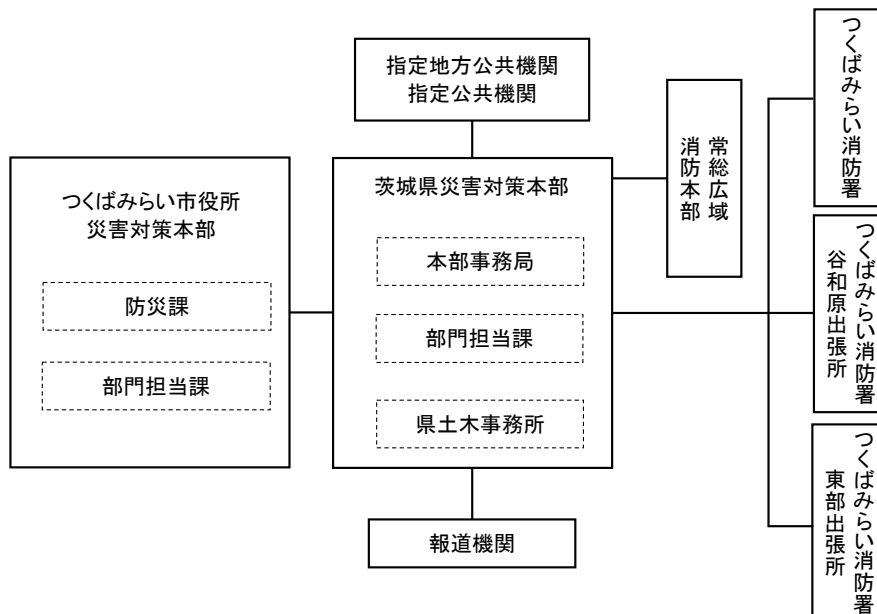 指定地方公共機関
指定公共機関
つくばみらい市役所
災害対策本部
防災課
部門担当課
茨城県災害対策本部
本部事務局
部門担当課
県土木事務所
報道機関
常総広域
消防本部
つくばみらい消防署
つくばみらい消防署
谷和原出張所
つくばみらい消防署
東部出張所